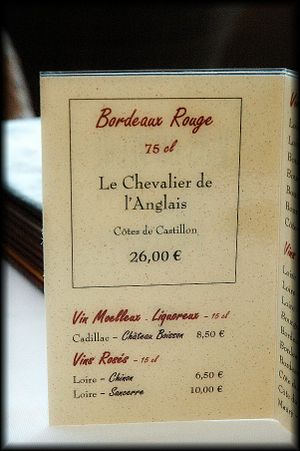 Bordeaux Rouge
75 cl
Le Chevalier de
l'Anglais
Côtes de Castillon
26,00 €
Vin Moelleux - Liquoreux - 15 cl
Cadillac - Château Boisson 8,50 €
Vins Rosés - 15 cl
Loire - Chinon 6,50 €
Loire - Sancerre 10,00 €